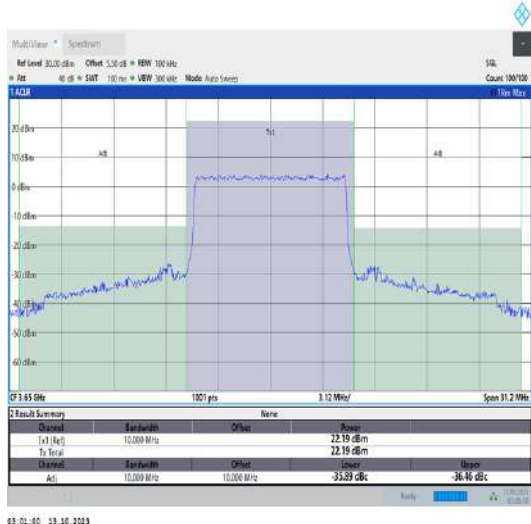 MultiView Spectrum
Ref Level 30.00 dBm Offset 5.50 dB RBW 100 kHz SGL
Att 40 dB SWT 100 ms VBW 300 kHz Mode Auto Sweep Count 100/100
1 ACLR 1Rm Max
20 dBm
Tx1
Adj Adj
10 dBm
0 dBm
-10 dBm
-20 dBm
-30 dBm
-40 dBm
-50 dBm
-60 dBm
CF 3.65 GHz 1001 pts 3.12 MHz/ Span 31.2 MHz
2 Result Summary None
Channel Bandwidth Offset Power
Tx1 (Ref) 10.000 MHz 22.19 dBm
Tx Total 22.19 dBm
Channel Bandwidth Offset Lower Upper
Adj 10.000 MHz 10.000 MHz -35.89 dBc -36.46 dBc
Ready
03:01:00 13.10.2023